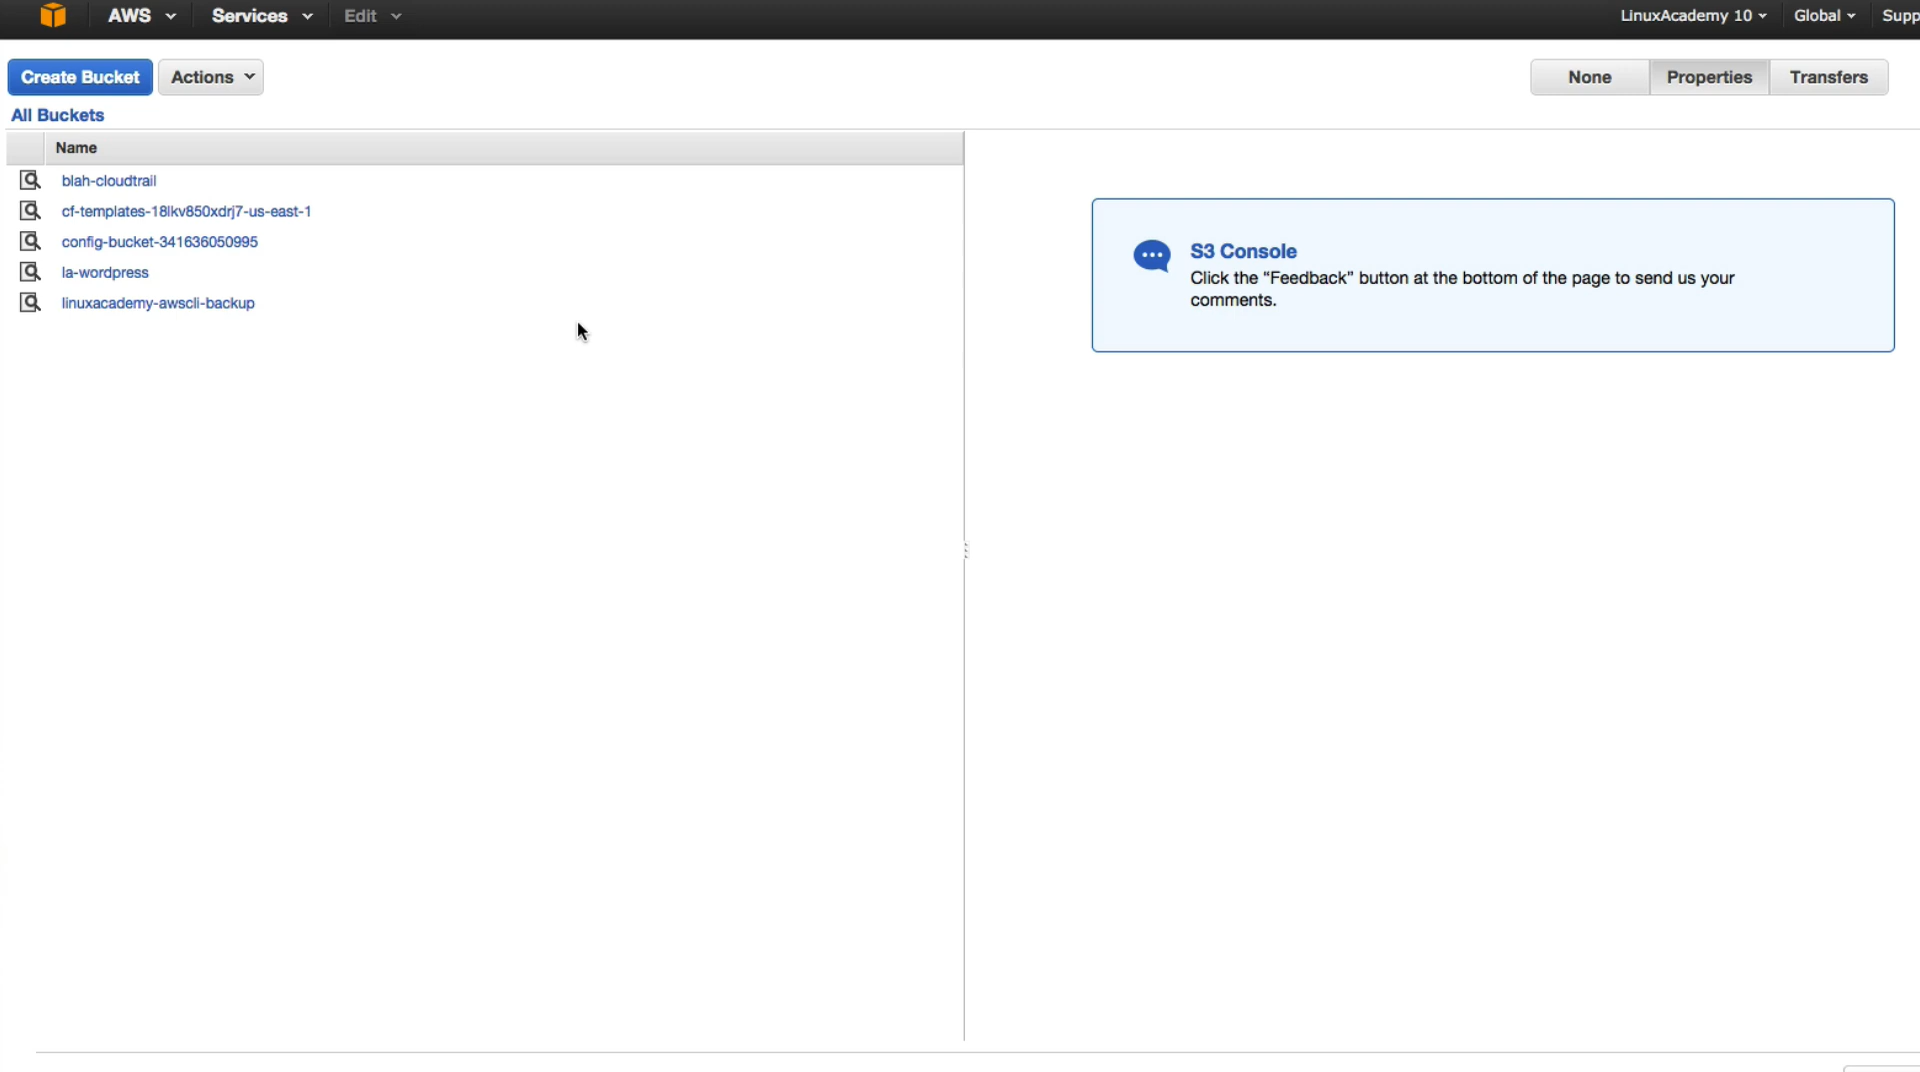 AWS Services Edit LinuxAcademy 10 Global Supp
Create Bucket Actions None Properties Transfers
All Buckets
Name
blah-cloudtrail
cf-templates-18lkv850xdrj7-us-east-1
config-bucket-341636050995
la-wordpress
linuxacademy-awscli-backup
S3 Console
Click the “Feedback” button at the bottom of the page to send us your
comments.